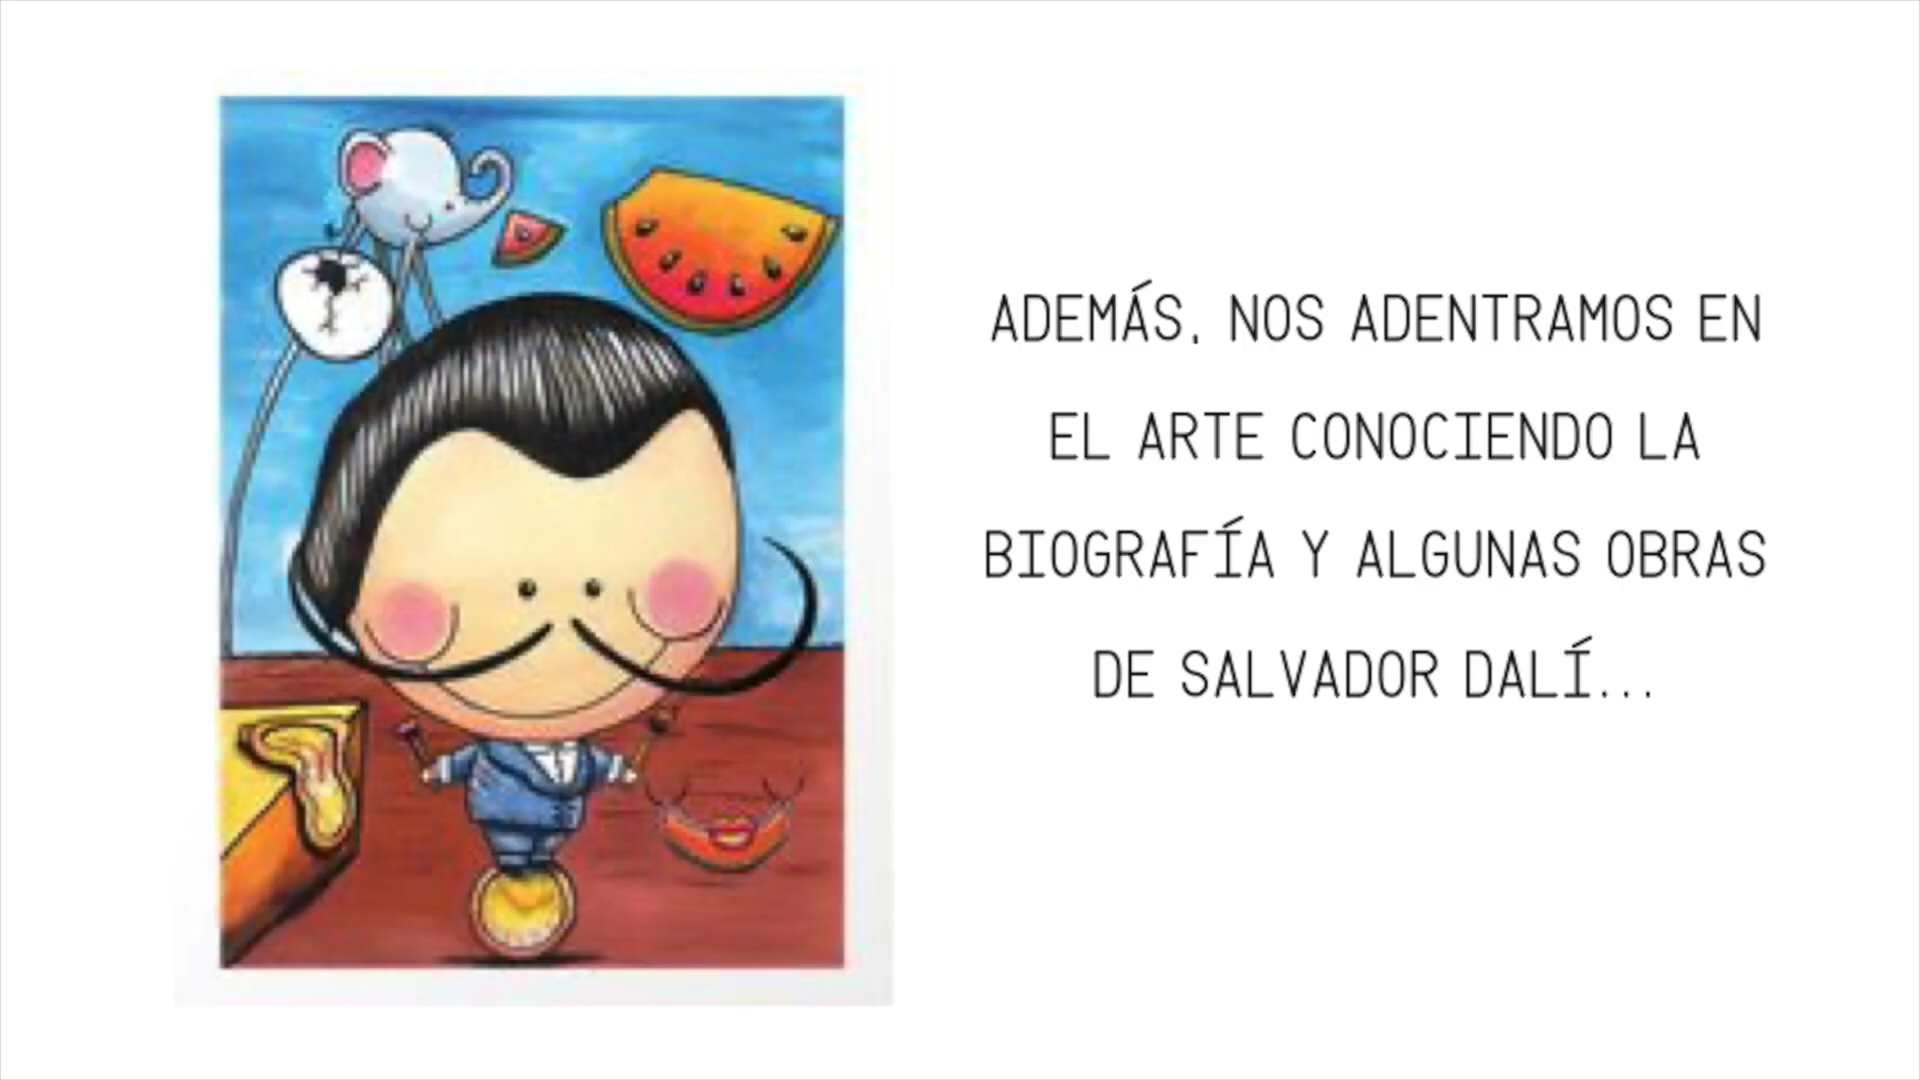 ADEMÁS, NOS ADENTRAMOS EN
EL ARTE CONOCIENDO LA
BIOGRAFÍA Y ALGUNAS OBRAS
DE SALVADOR DALÍ...